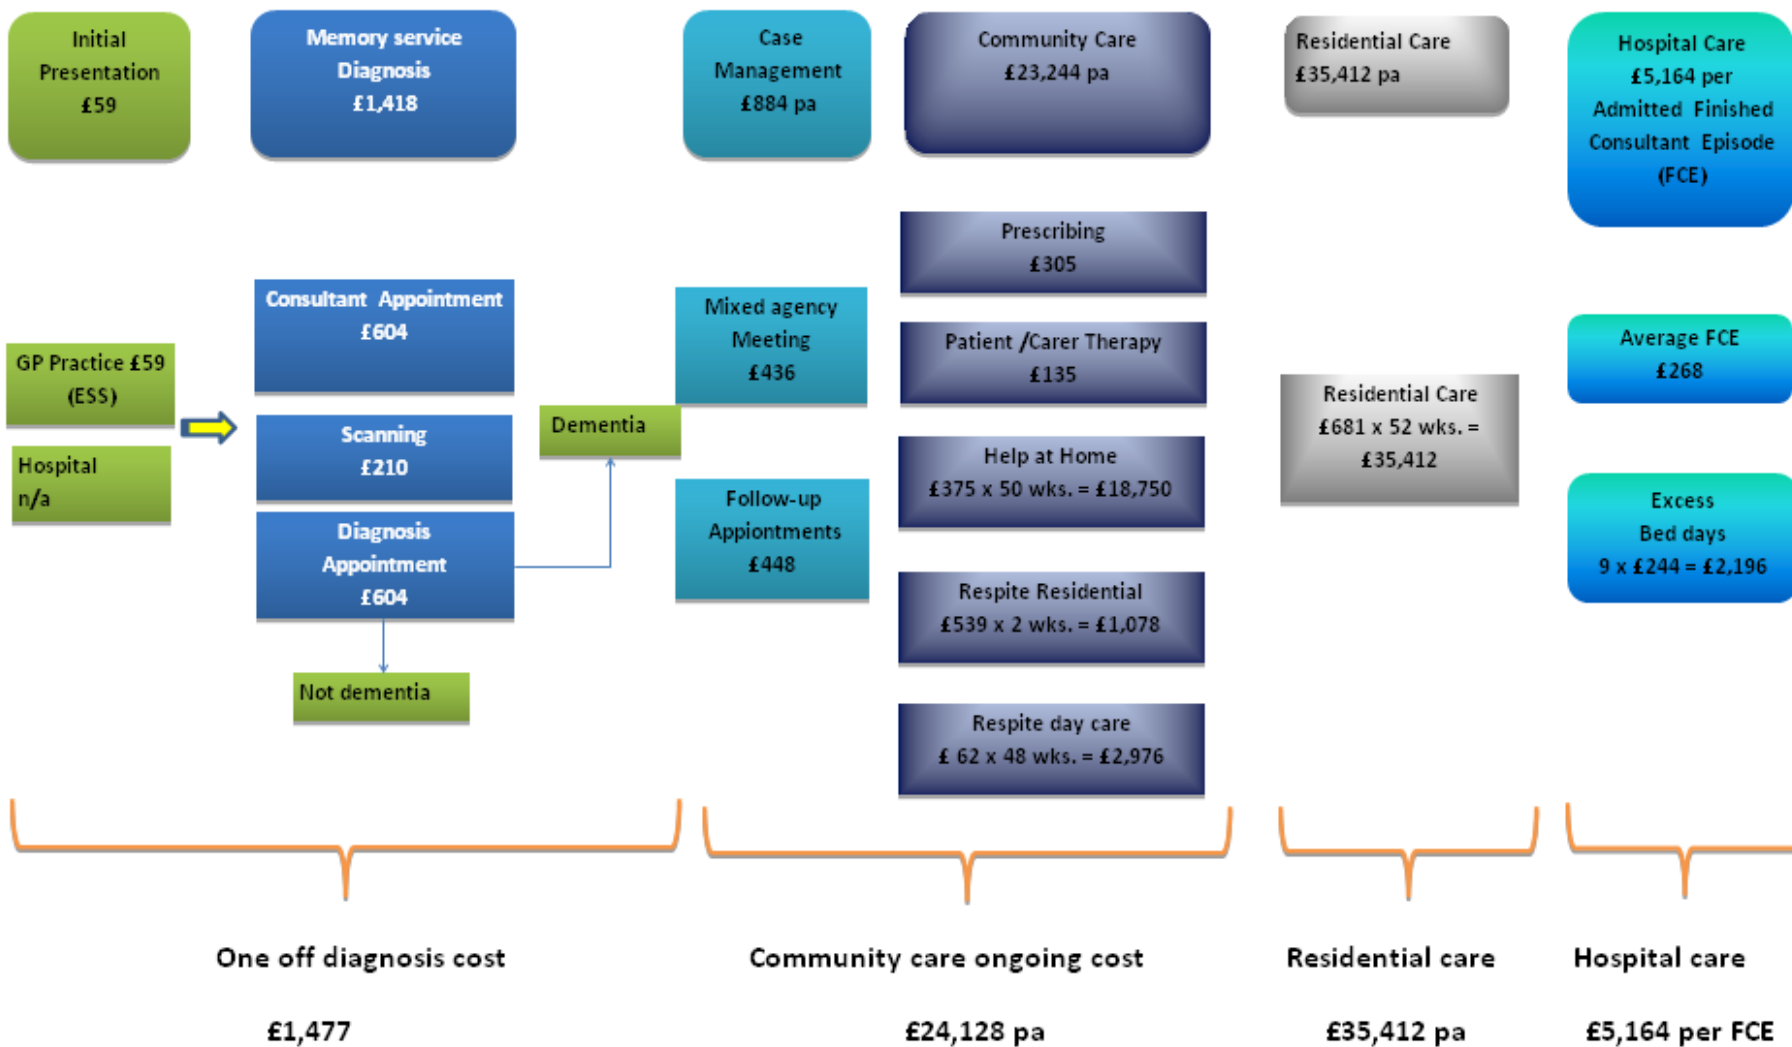 Initial
Presentation
£59
Memory service
Diagnosis
£1,418
Case
Management
£884 pa
Community Care
£23,244 pa
Residential Care
£35,412 pa
Hospital Care
£5,164 per
Admitted Finished
Consultant Episode
(FCE)
GP Practice £59
(ESS)
Hospital
n/a
Consultant Appointment
£604
Scanning
£210
Diagnosis
Appointment
£604
Dementia
Not dementia
Mixed agency
Meeting
£436
Follow-up
Appiontments
£448
Prescribing
£305
Patient /Carer Therapy
£135
Help at Home
£375 x 50 wks. = £18,750
Respite Residential
£539 x 2 wks. = £1,078
Respite day care
£ 62 x 48 wks. = £2,976
Residential Care
£681 x 52 wks. =
£35,412
Average FCE
£268
Excess
Bed days
9 x £244 = £2,196
One off diagnosis cost
£1,477
Community care ongoing cost
£24,128 pa
Residential care
£35,412 pa
Hospital care
£5,164 per FCE